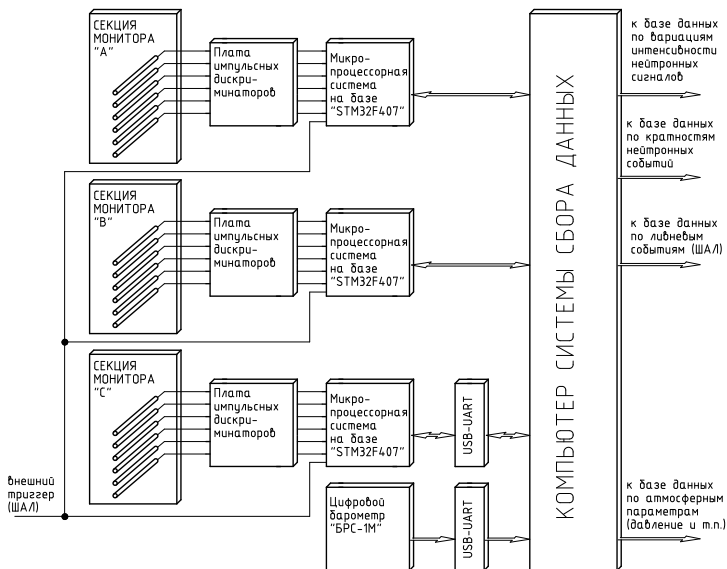 СЕКЦИЯ
МОНИТОРА
"А"
Плата
импульсных
дискри-
минаторов
Микро-
процессорная
система
на базе
"STM32F407"
СЕКЦИЯ
МОНИТОРА
"В"
Плата
импульсных
дискри-
минаторов
Микро-
процессорная
система
на базе
"STM32F407"
СЕКЦИЯ
МОНИТОРА
"С"
Плата
импульсных
дискри-
минаторов
Микро-
процессорная
система
на базе
"STM32F407"
USB-UART
внешний
триггер
(ШАЛ)
Цифровой
барометр
"БРС-1М"
USB-UART
КОМПЬЮТЕР СИСТЕМЫ СБОРА ДАННЫХ
к базе данных
по вариациям
интенсивности
нейтронных
сигналов
к базе данных
по кратностям
нейтронных
событий
к базе данных
по ливневым
событиям (ШАЛ)
к базе данных
по атмосферным
параметрам
(давление и т.п.)